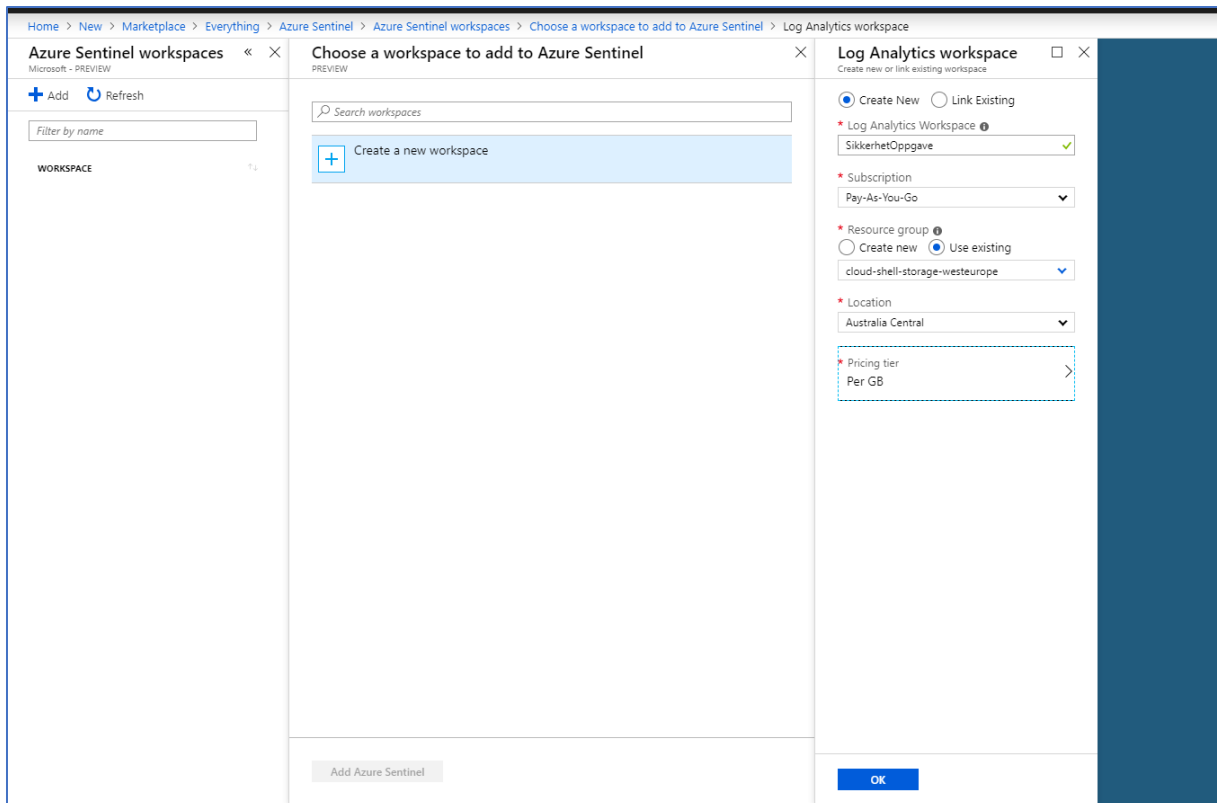 Home > New > Marketplace > Everything > Azure Sentinel > Azure Sentinel workspaces > Choose a workspace to add to Azure Sentinel > Log Analytics workspace
Azure Sentinel workspaces
Microsoft - PREVIEW
Add Refresh
Filter by name
WORKSPACE
Choose a workspace to add to Azure Sentinel
PREVIEW
Search workspaces
Create a new workspace
Add Azure Sentinel
Log Analytics workspace
Create new or link existing workspace
Create New Link Existing
* Log Analytics Workspace
SikkerhetOppgave
* Subscription
Pay-As-You-Go
* Resource group
Create new Use existing
cloud-shell-storage-westeurope
* Location
Australia Central
* Pricing tier
Per GB
OK